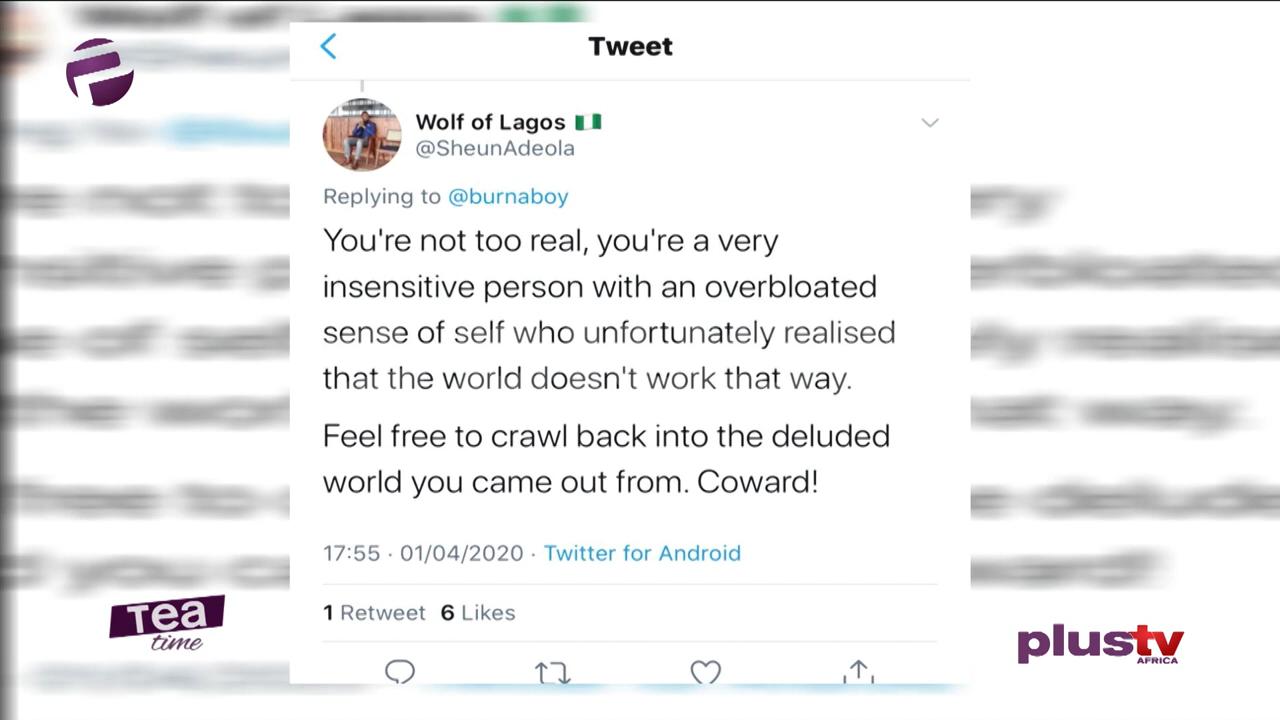 Tweet
Wolf of Lagos
@SheunAdeola
Replying to @burnaboy
You're not too real, you're a very
insensitive person with an overbloated
sense of self who unfortunately realised
that the world doesn't work that way.
Feel free to crawl back into the deluded
world you came out from. Coward!
17:55 · 01/04/2020 · Twitter for Android
1 Retweet 6 Likes
Tea
time
plustv
AFRICA